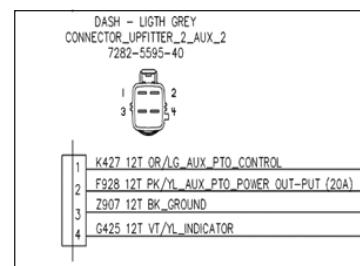 DASH - LIGTH GREY
CONNECTOR_UPFITTER_2_AUX_2
7282-5595-40
1 2
3 4
1 K427 12T OR/LG_AUX_PTO_CONTROL
2 F928 12T PK/YL_AUX_PTO_POWER OUT-PUT (20A)
3 Z907 12T BK_GROUND
4 G425 12T VT/YL_INDICATOR